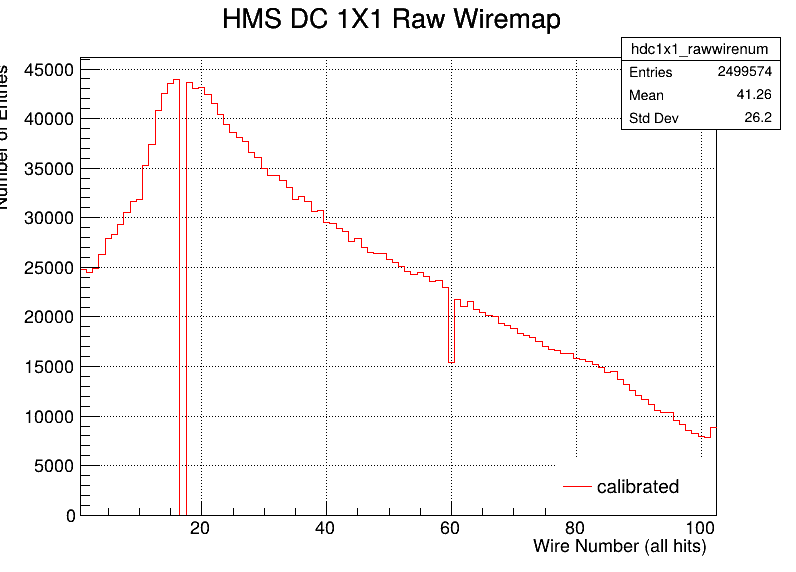 HMS DC 1X1 Raw Wiremap
hdc1x1_rawwirenum
Entries 2499574
Mean 41.26
Std Dev 26.2
Number of Entries
45000
40000
35000
30000
25000
20000
15000
10000
5000
0
calibrated
20 40 60 80 100
Wire Number (all hits)